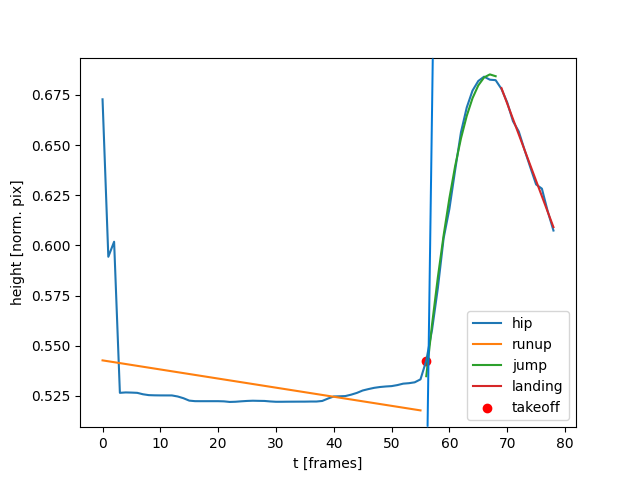 0.675
0.650
0.625
0.600
0.575
0.550
0.525
height [norm. pix]
0 10 20 30 40 50 60 70 80
t [frames]
hip
runup
jump
landing
takeoff